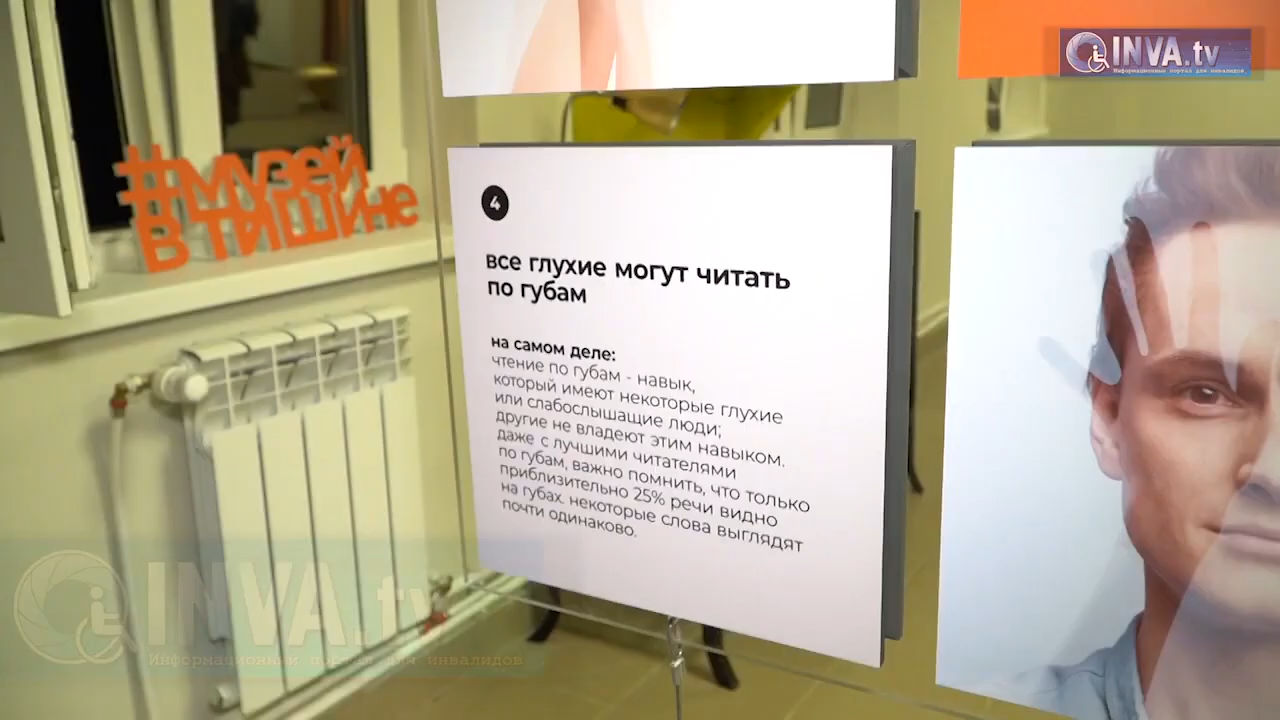 INVA.tv
Информационный портал для инвалидов
#музей
в тишине
4
все глухие могут читать
по губам
на самом деле:
чтение по губам - навык,
который имеют некоторые глухие
или слабослышащие люди;
другие не владеют этим навыком.
даже с лучшими читателями
по губам, важно помнить, что только
приблизительно 25% речи видно
на губах. некоторые слова выглядят
почти одинаково.
INVA.tv
Информационный портал для инвалидов